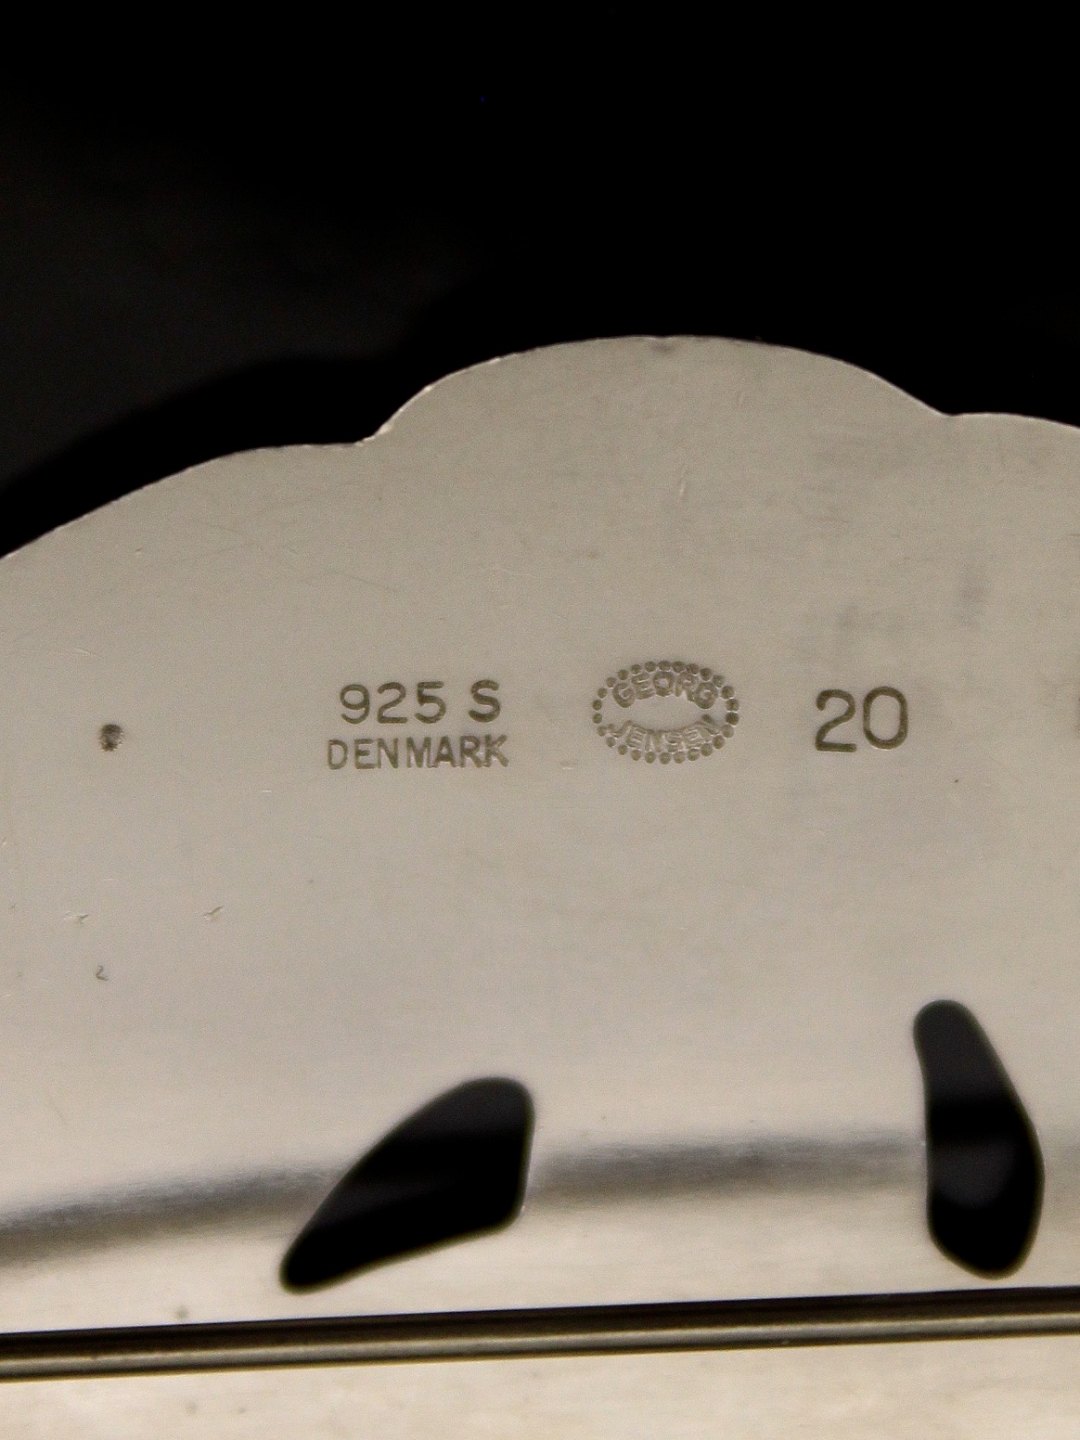 925 S
DENMARK
GEORG
JENSEN
20